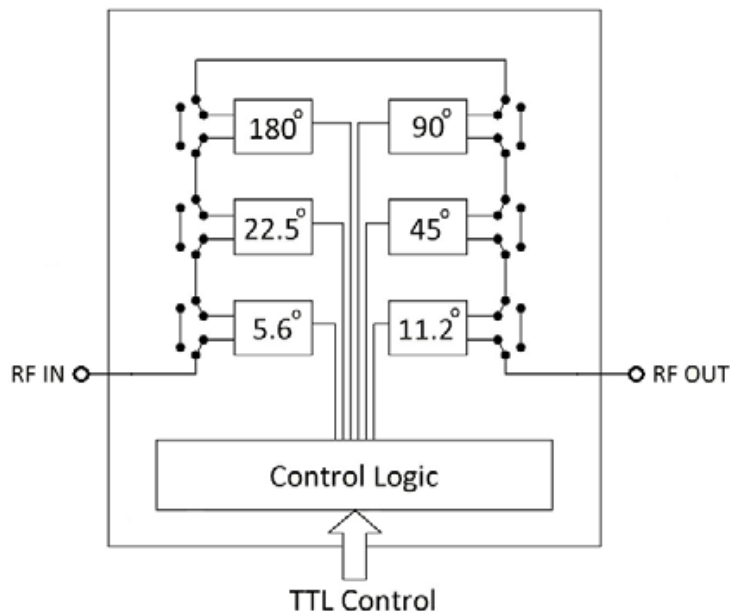 180° 90°
22.5° 45°
5.6° 11.2°
RF IN RF OUT
Control Logic
TTL Control